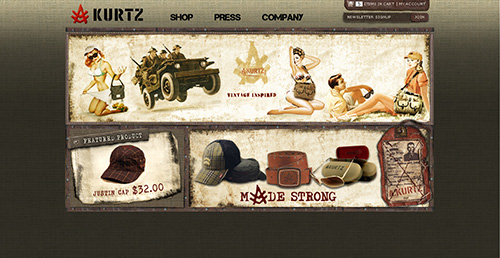 KURTZ
SHOP PRESS COMPANY
ITEMS IN CART | MY ACCOUNT
NEWSLETTER SIGNUP
JOIN
A.KURTZ
VINTAGE INSPIRED
FEATURED PRODUCT
JUSTIN CAP $32.00
MADE STRONG
KURTZ
A.KURTZ